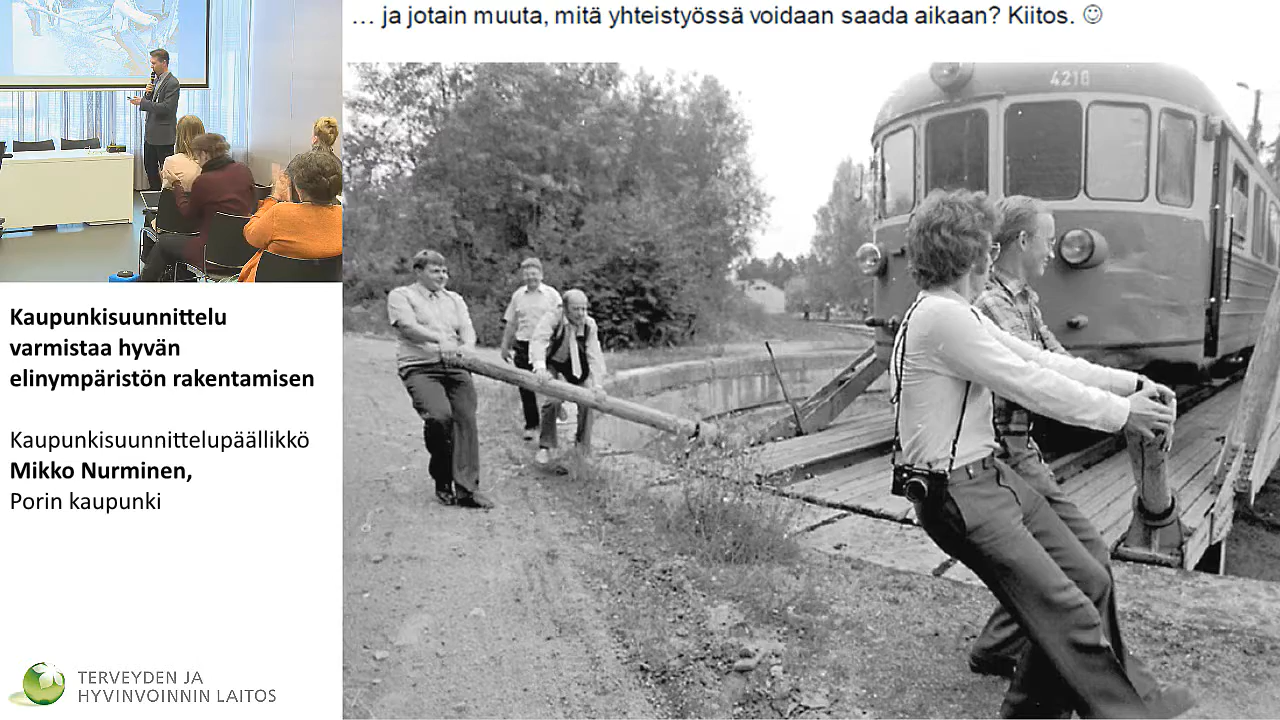 … ja jotain muuta, mitä yhteistyössä voidaan saada aikaan? Kiitos. ☺
4216
Kaupunkisuunnittelu
varmistaa hyvän
elinympäristön rakentamisen
Kaupunkisuunnittelupäällikkö
Mikko Nurminen,
Porin kaupunki
TERVEYDEN JA
HYVINVOINNIN LAITOS